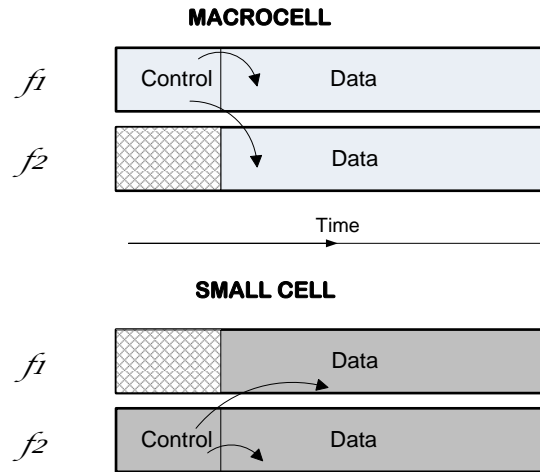 MACROCELL
f1 Control Data
f2 Data
Time
SMALL CELL
f1 Data
f2 Control Data